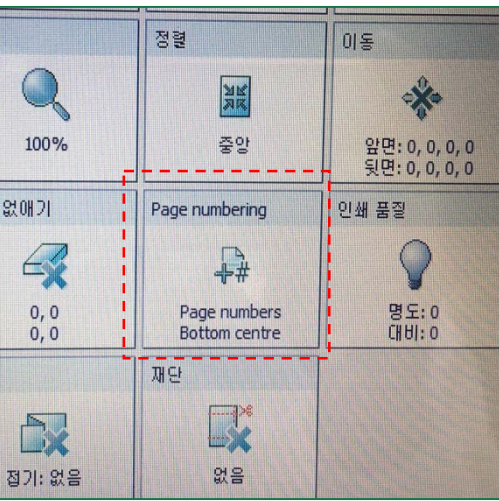 정렬
이동
100%
중앙
앞면: 0, 0, 0, 0
뒷면: 0, 0, 0, 0
없애기
Page numbering
인쇄 품질
#
0, 0
0, 0
Page numbers
Bottom centre
명도: 0
대비: 0
재단
접기: 없음
없음